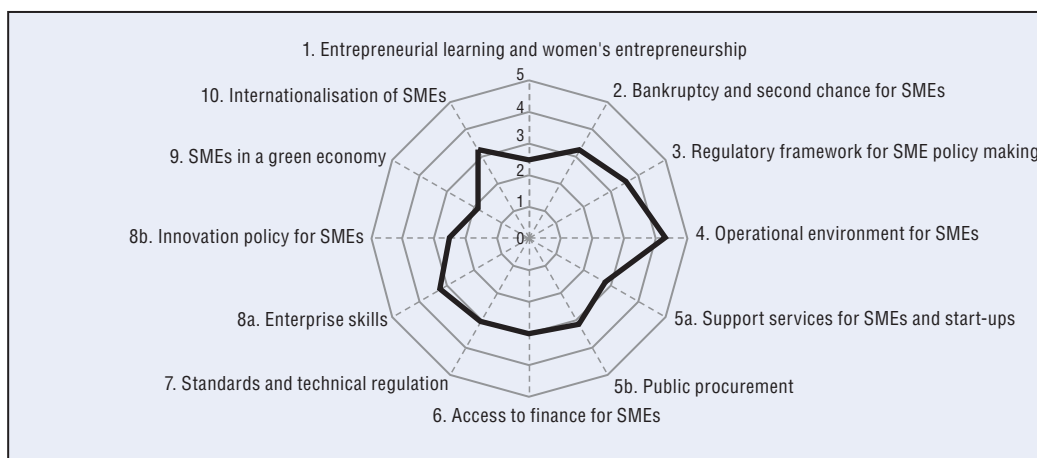 1. Entrepreneurial learning and women's entrepreneurship
5
10. Internationalisation of SMEs
2. Bankruptcy and second chance for SMEs
4
3
9. SMEs in a green economy
3. Regulatory framework for SME policy making
2
1
8b. Innovation policy for SMEs
0
4. Operational environment for SMEs
8a. Enterprise skills
5a. Support services for SMEs and start-ups
7. Standards and technical regulation
5b. Public procurement
6. Access to finance for SMEs